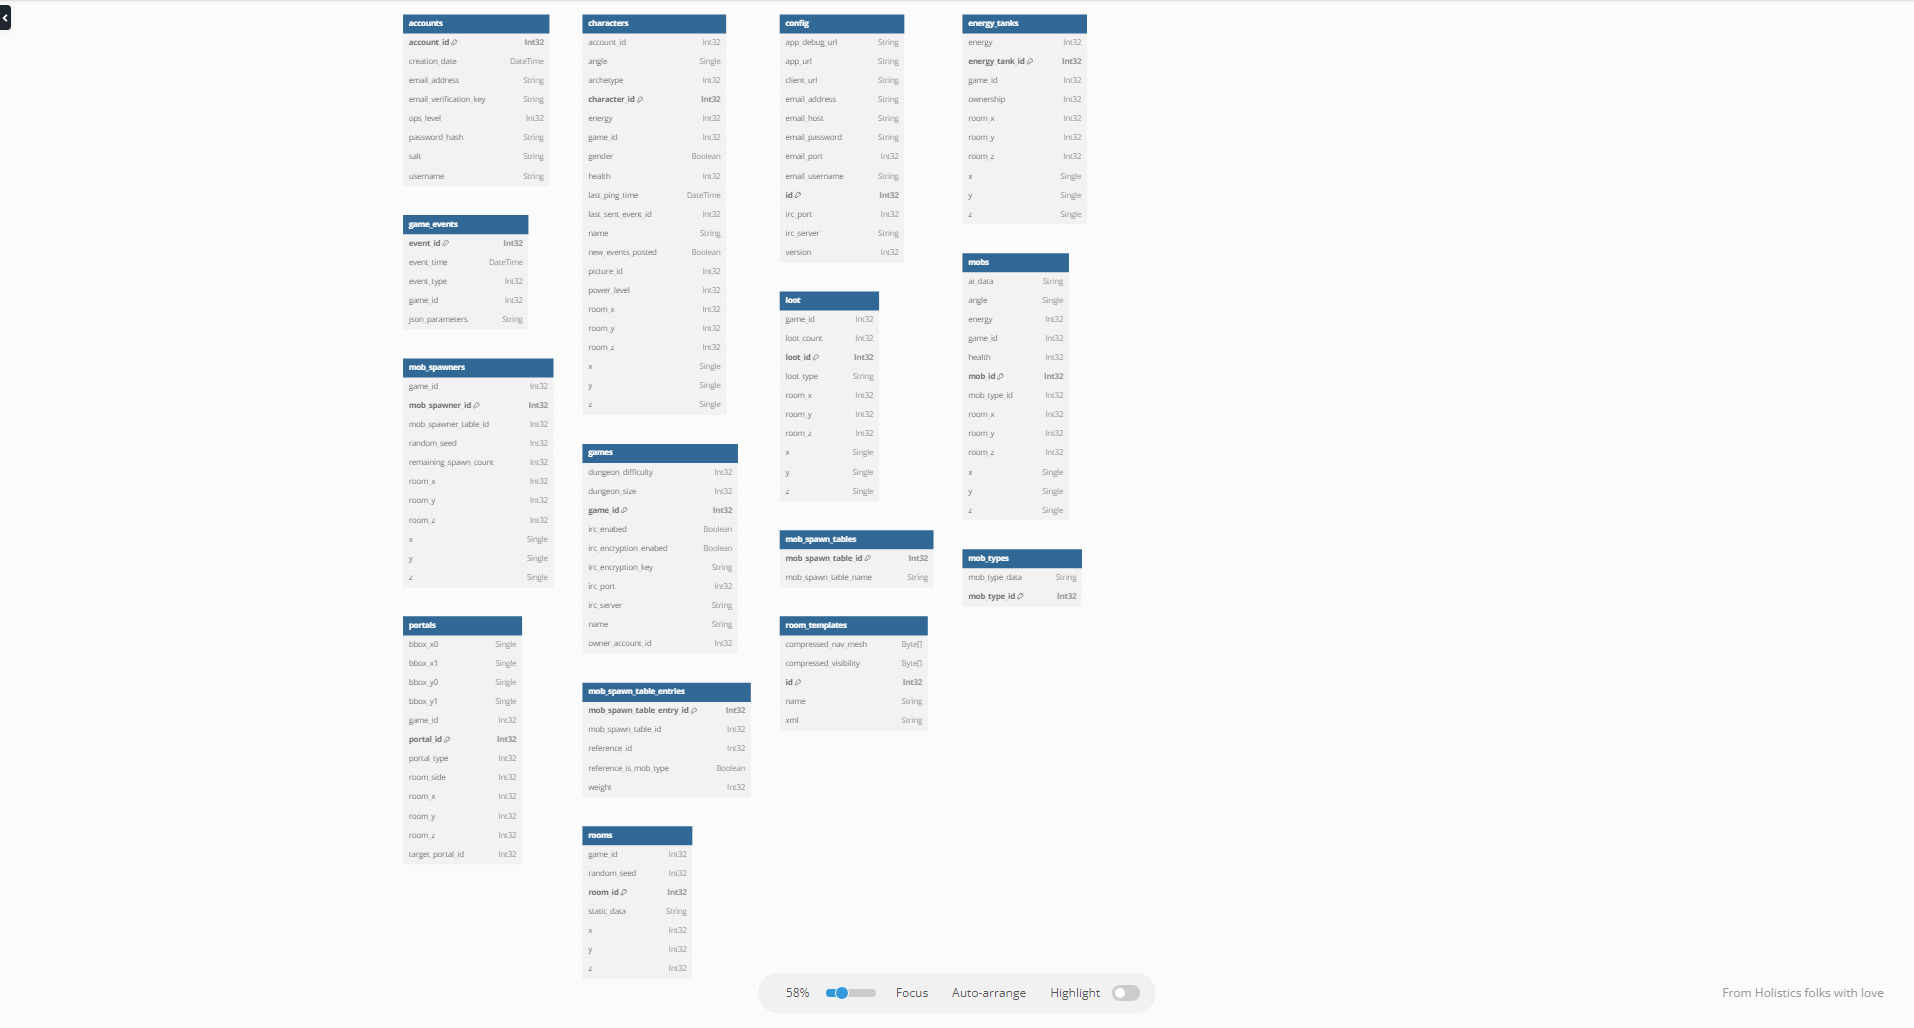 accounts
account_id Int32
creation_date DateTime
email_address String
email_verification_key String
ops_level Int32
password_hash String
salt String
username String
game_events
event_id Int32
event_time DateTime
event_type Int32
game_id Int32
json_parameters String
mob_spawners
game_id Int32
mob_spawner_id Int32
mob_spawner_table_id Int32
random_seed Int32
remaining_spawn_count Int32
room_x Int32
room_y Int32
room_z Int32
x Single
y Single
z Single
portals
bbox_x0 Single
bbox_x1 Single
bbox_y0 Single
bbox_y1 Single
game_id Int32
portal_id Int32
portal_type Int32
room_side Int32
room_x Int32
room_y Int32
room_z Int32
target_portal_id Int32
characters
account_id Int32
angle Single
archetype Int32
character_id Int32
energy Int32
game_id Int32
gender Boolean
health Int32
last_ping_time DateTime
last_sent_event_id Int32
name String
new_events_posted Boolean
picture_id Int32
power_level Int32
room_x Int32
room_y Int32
room_z Int32
x Single
y Single
z Single
games
dungeon_difficulty Int32
dungeon_size Int32
game_id Int32
irc_enabed Boolean
irc_encryption_enabed Boolean
irc_encryption_key String
irc_port Int32
irc_server String
name String
owner_account_id Int32
mob_spawn_table_entries
mob_spawn_table_entry_id Int32
mob_spawn_table_id Int32
reference_id Int32
reference_is_mob_type Boolean
weight Int32
rooms
game_id Int32
random_seed Int32
room_id Int32
static_data String
x Int32
y Int32
z Int32
config
app_debug_url String
app_url String
client_url String
email_address String
email_host String
email_password String
email_port Int32
email_username String
id Int32
irc_port Int32
irc_server String
version Int32
loot
game_id Int32
loot_count Int32
loot_id Int32
loot_type String
room_x Int32
room_y Int32
room_z Int32
x Single
y Single
z Single
mob_spawn_tables
mob_spawn_table_id Int32
mob_spawn_table_name String
room_templates
compressed_nav_mesh Byte[]
compressed_visibility Byte[]
id Int32
name String
xml String
energy_tanks
energy Int32
energy_tank_id Int32
game_id Int32
ownership Int32
room_x Int32
room_y Int32
room_z Int32
x Single
y Single
z Single
mobs
ai_data String
angle Single
energy Int32
game_id Int32
health Int32
mob_id Int32
mob_type_id Int32
room_x Int32
room_y Int32
room_z Int32
x Single
y Single
z Single
mob_types
mob_type_data String
mob_type_id Int32
58% Focus Auto-arrange Highlight
From Holistics folks with love